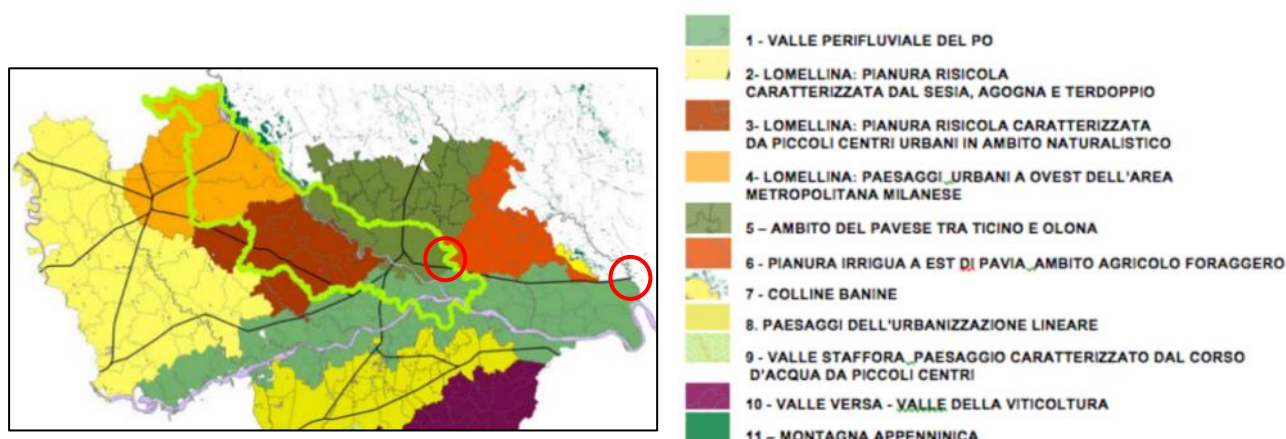 1 - VALLE PERIFLUVIALE DEL PO
2- LOMELLINA: PIANURA RISICOLA
CARATTERIZZATA DAL SESIA, AGOGNA E TERDOPPIO
3- LOMELLINA: PIANURA RISICOLA CARATTERIZZATA
DA PICCOLI CENTRI URBANI IN AMBITO NATURALISTICO
4- LOMELLINA: PAESAGGI URBANI A OVEST DELL'AREA
METROPOLITANA MILANESE
5 – AMBITO DEL PAVESE TRA TICINO E OLONA
6 - PIANURA IRRIGUA A EST DI PAVIA AMBITO AGRICOLO FORAGGERO
7 - COLLINE BANINE
8. PAESAGGI DELL'URBANIZZAZIONE LINEARE
9 - VALLE STAFFORA PAESAGGIO CARATTERIZZATO DAL CORSO
D'ACQUA DA PICCOLI CENTRI
10 - VALLE VERSA - VALLE DELLA VITICOLTURA
11 – MONTAGNA APPENNINICA